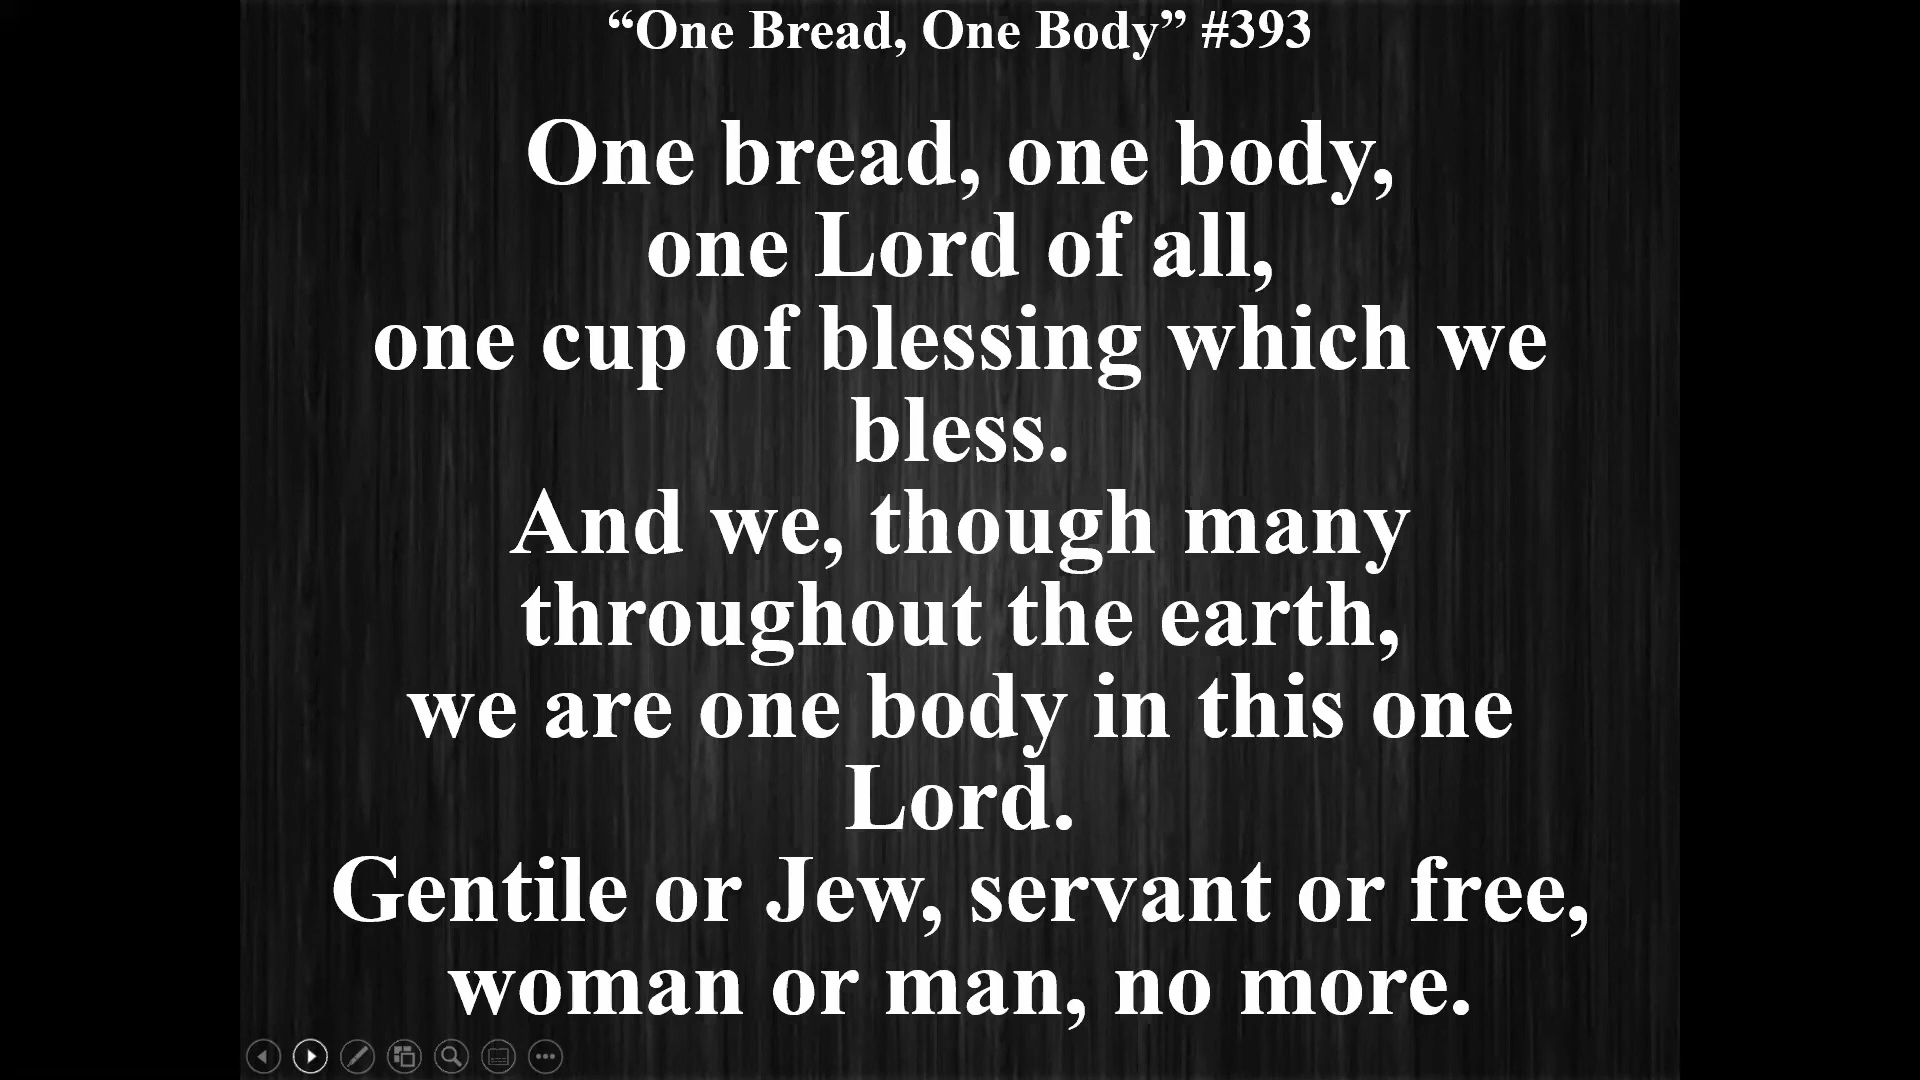 “One Bread, One Body” #393
One bread, one body,
one Lord of all,
one cup of blessing which we
bless.
And we, though many
throughout the earth,
we are one body in this one
Lord.
Gentile or Jew, servant or free,
woman or man, no more.